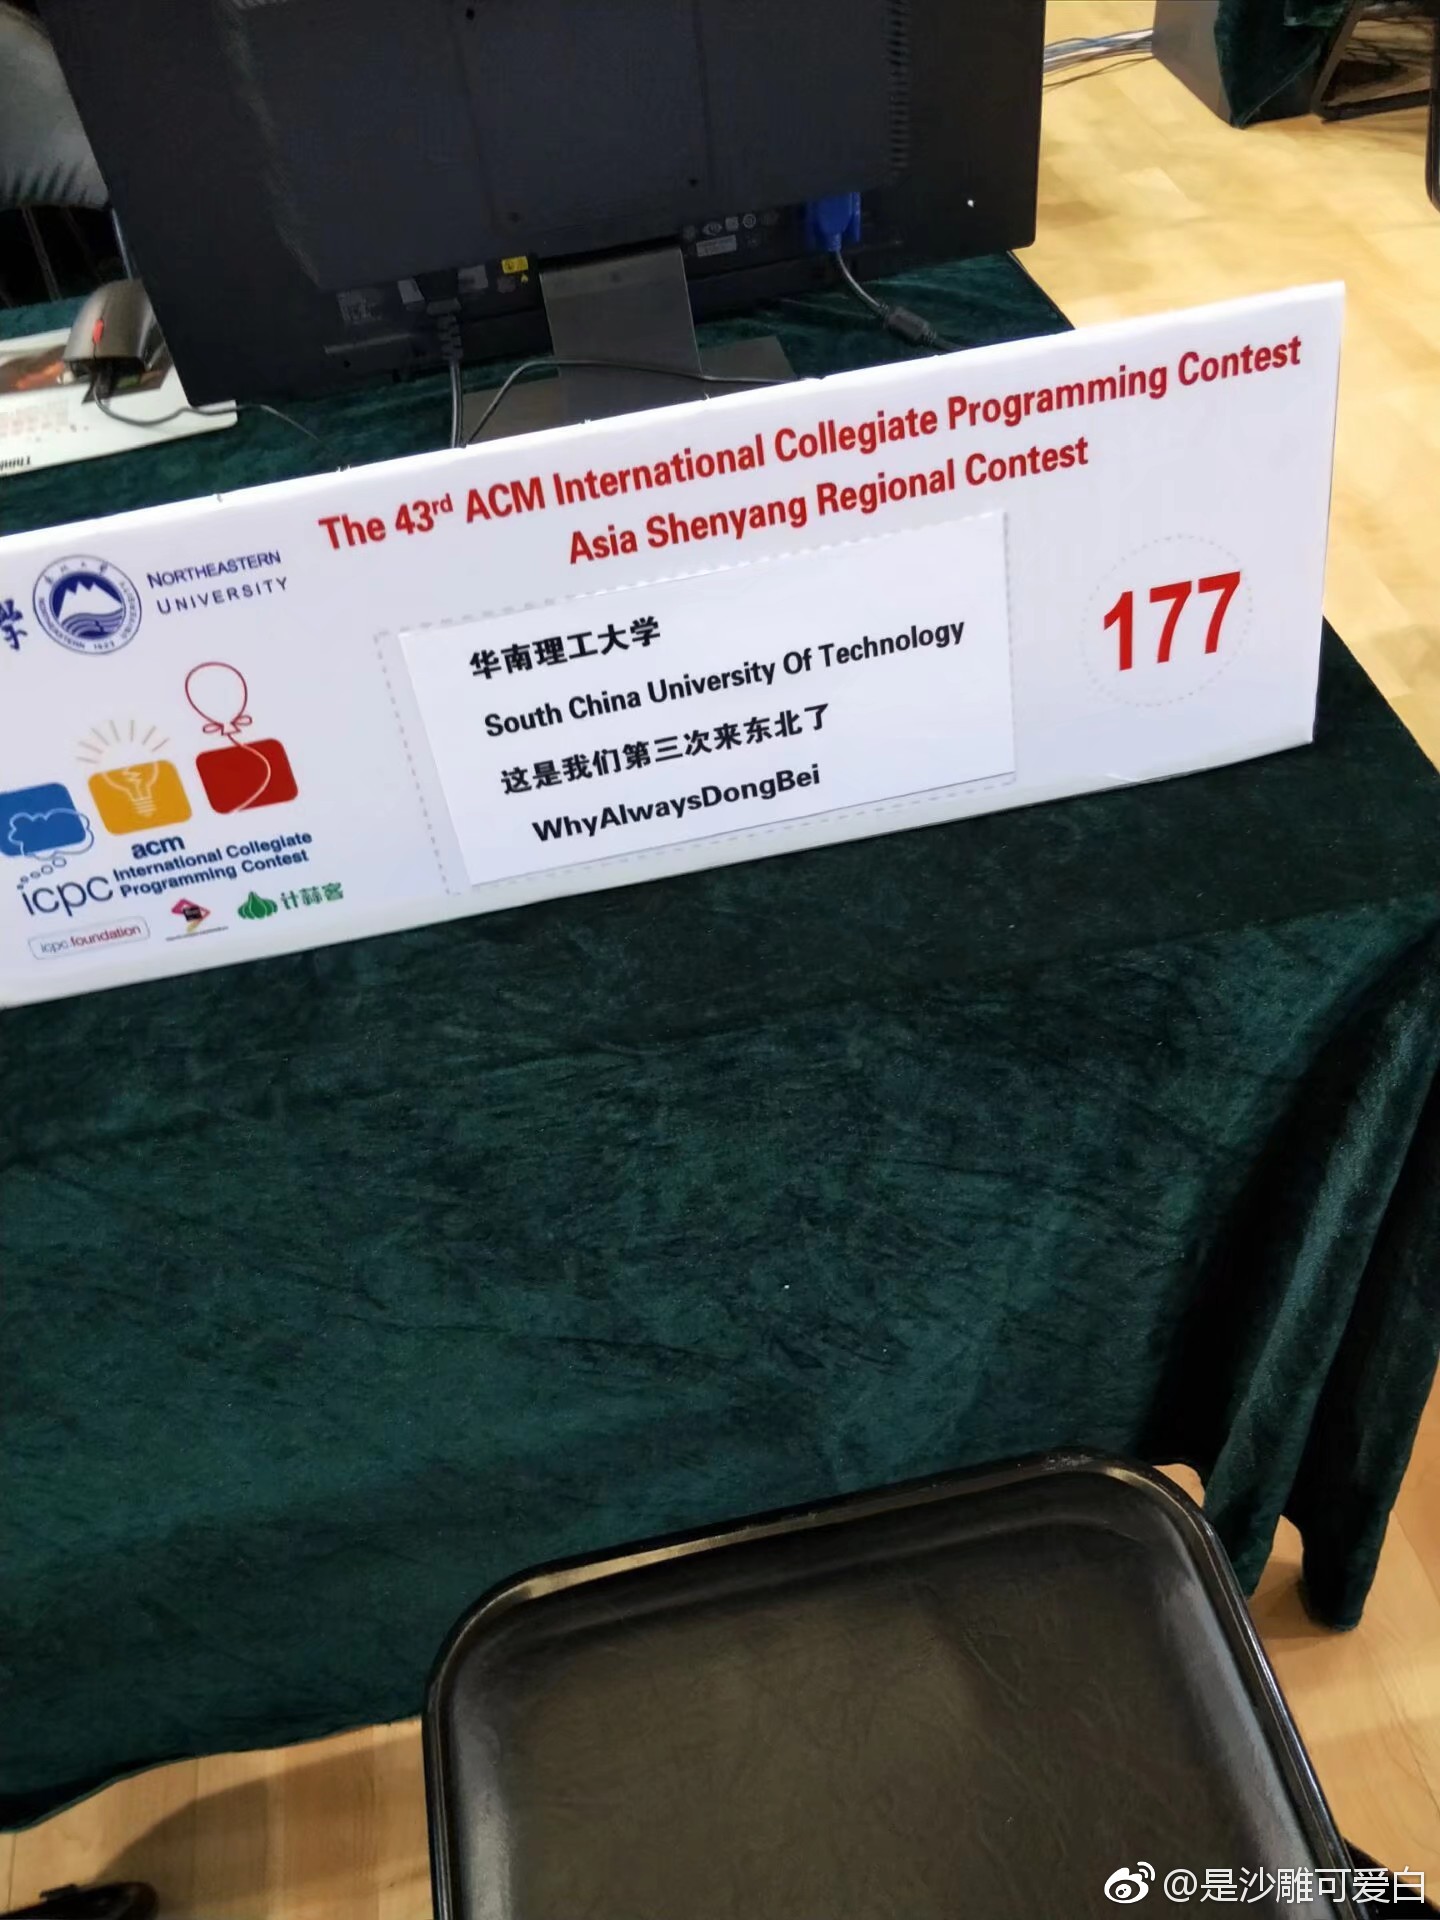 The 43rd ACM International Collegiate Programming Contest
Asia Shenyang Regional Contest
学
NORTHEASTERN
UNIVERSITY
华南理工大学
South China University Of Technology
这是我们第三次来东北了
WhyAlwaysDongBei
177
acm
icpc
International Collegiate
Programming Contest
icpc.foundation
计蒜客
@是沙雕可爱白